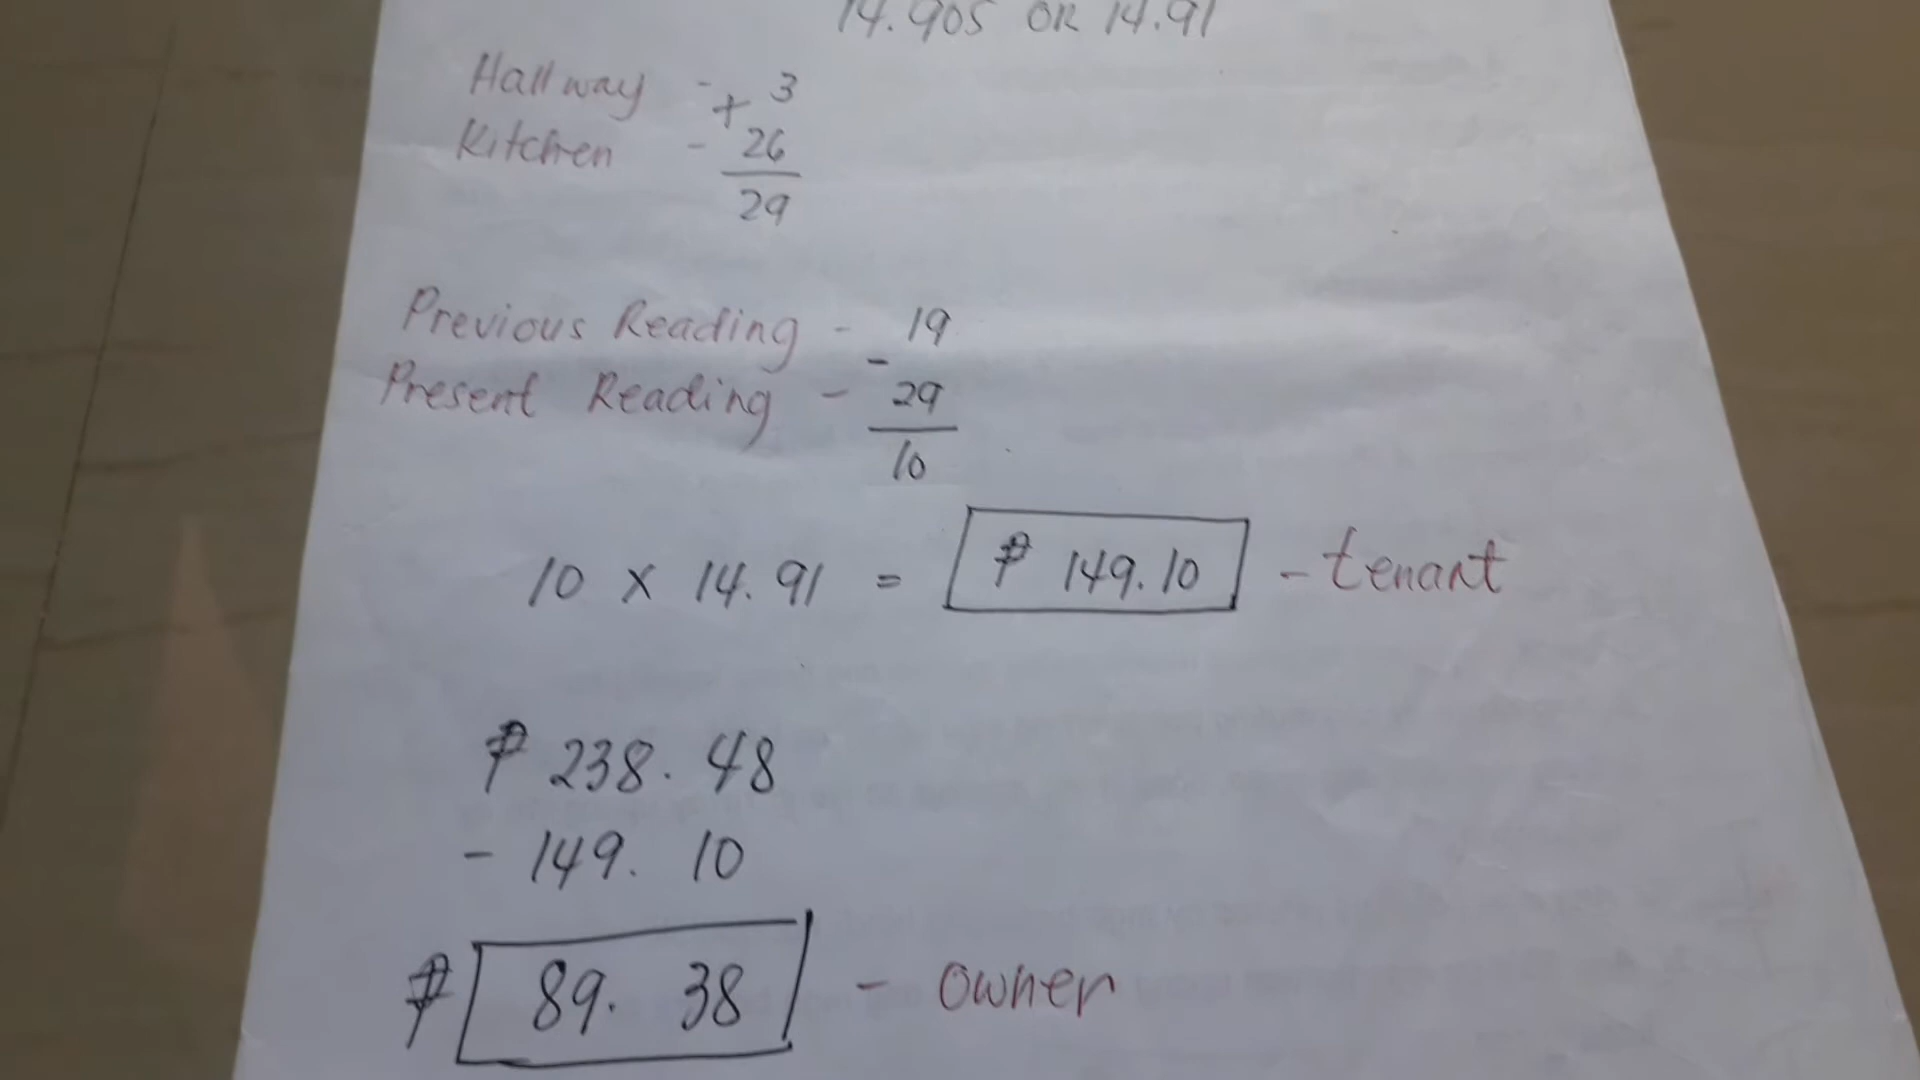 14.905 OR 14.91
Hallway - + 3
Kitchen - 26
29
Previous Reading - 19
-
Present Reading - 29
10
10 x 14.91 = ₱ 149.10 - tenant
₱ 238.48
- 149.10
₱ 89.38 - owner